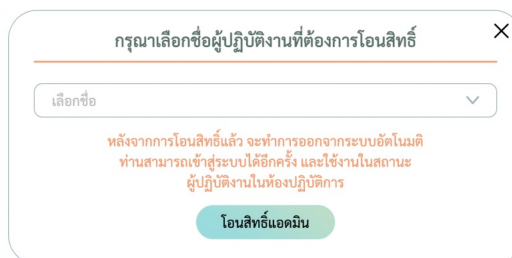 กรุณาเลือกชื่อผู้ปฏิบัติงานที่ต้องการโอนสิทธิ์
เลือกชื่อ
หลังจากการโอนสิทธิ์แล้ว จะทำการออกจากระบบอัตโนมติ
ท่านสามารถเข้าสู่ระบบได้อีกครั้ง และใช้งานในสถานะ
ผู้ปฏิบัติงานในห้องปฏิบัติการ
โอนสิทธิ์แอดมิน